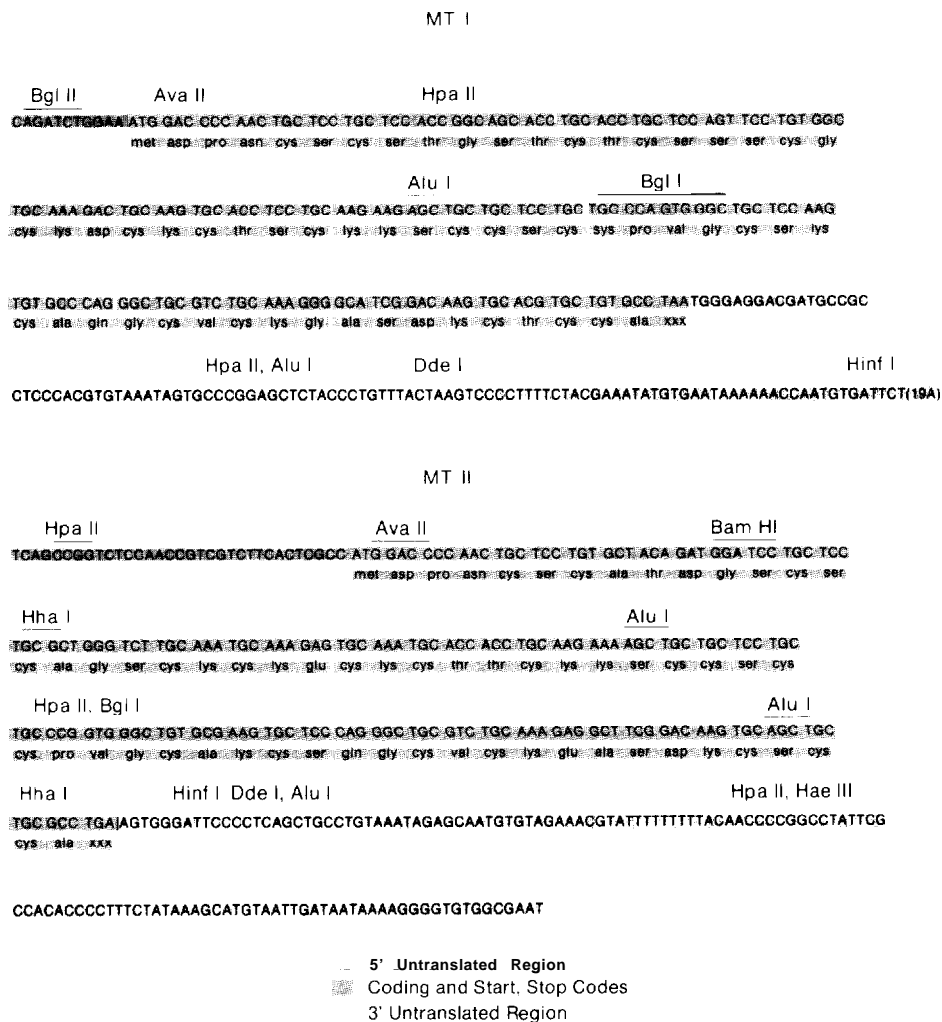 MT I
Bgl II Ava II Hpa II
CAGATCTGGAA ATG GAC CCC AAC TGC TCC TGC TCC ACC GGC AGC ACC TGC ACC TGC TCC AGT TCC TGT GGC
met asp pro asn cys ser cys ser thr gly ser thr cys thr cys ser ser ser cys gly
Alu I Bgl I
TGC AAA GAC TGC AAG TGC ACC TCC TGC AAG AAG AGC TGC TGC TCC TGC TGC CCA GTG GGC TGC TCC AAG
cys lys asp cys lys cys thr ser cys lys lys ser cys cys ser cys sys pro val gly cys ser lys
TGT GCC CAG GGC TGC GTC TGC AAA GGG GCA TCG GAC AAG TGC ACG TGC TGT GCC TAATGGGAGGACGATGCCGC
cys ala gln gly cys val cys lys gly ala ser asp lys cys thr cys cys ala xxx
Hpa II, Alu I Dde I Hinf I
CTCCCACGTGTAAATAGTGCCCGGAGCTCTACCCTGTTTACTAAGTCCCCTTTTCTACGAAATATGTGAATAAAAAACCAATGTGATTCT(19A)
MT II
Hpa II Ava II Bam HI
TCAGCCGGTCTCGAACCGTCGTCTTCACTCGCC ATG GAC CCC AAC TGC TCC TGT GCT ACA GAT GGA TCC TGC TCC
met asp pro asn cys ser cys ala thr asp gly ser cys ser
Hha I Alu I
TGC GCT GGG TCT TGC AAA TGC AAA GAG TGC AAA TGC ACC ACC TGC AAG AAA AGC TGC TGC TCC TGC
cys ala gly ser cys lys cys lys glu cys lys cys thr thr cys lys lys ser cys cys ser cys
Hpa II, Bgl I Alu I
TGC CCG GTG GGC TGT GCG AAG TGC TCC CAG GGC TGC GTC TGC AAA GAG GCT TCG GAC AAG TGC AGC TGC
cys pro val gly cys ala lys cys ser gln gly cys val cys lys glu ala ser asp lys cys ser cys
Hha I Hinf I Dde I, Alu I Hpa II, Hae III
TGC GCC TGA AGTGGGATTCCCCTCAGCTGCCTGTAAATAGAGCAATGTGTAGAAACGTATTTTTTTTTACAACCCCGGCCTATTCG
cys ala xxx
CCACACCCCTTTCTATAAAGCATGTAATTGATAATAAAAGGGGTGTGGCGAAT
5' Untranslated Region
Coding and Start, Stop Codes
3' Untranslated Region